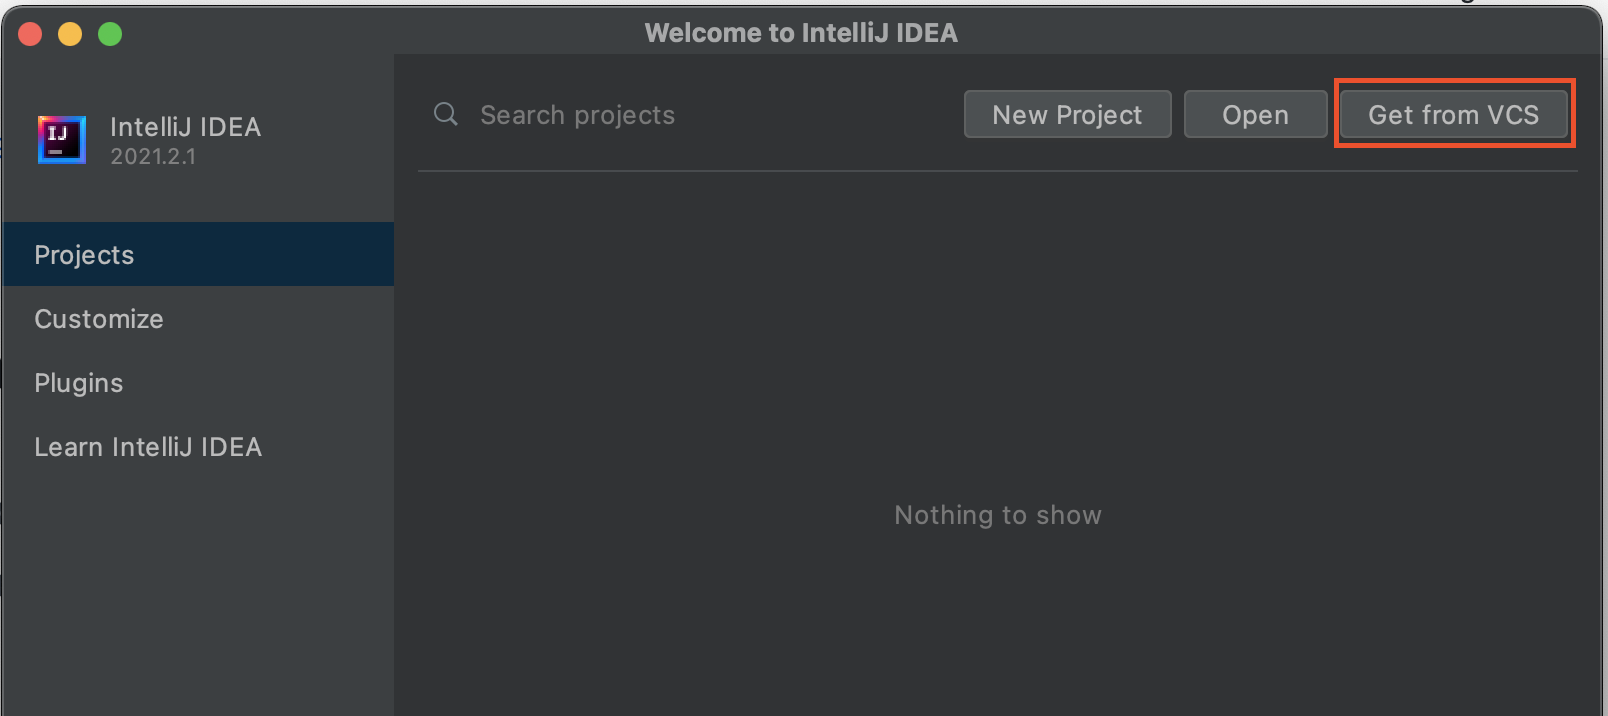 Welcome to IntelliJ IDEA
IJ
IntelliJ IDEA
2021.2.1
Search projects
New Project
Open
Get from VCS
Projects
Customize
Plugins
Learn IntelliJ IDEA
Nothing to show